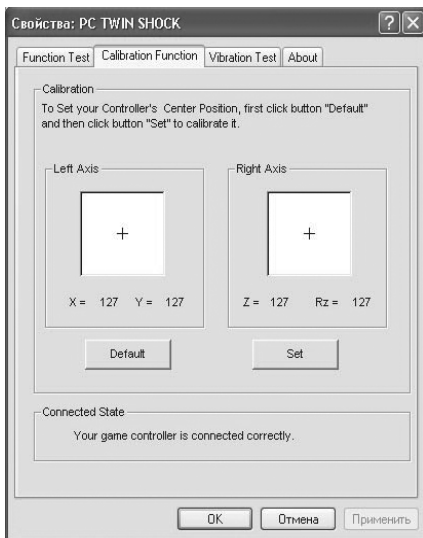 Свойства: PC TWIN SHOCK
Function Test Calibration Function Vibration Test About
Calibration
To Set your Controller's Center Position, first click button "Default"
and then click button "Set" to calibrate it.
Left Axis Right Axis
X = 127 Y = 127 Z = 127 Rz = 127
Default Set
Connected State
Your game controller is connected correctly.
OK Отмена Применить